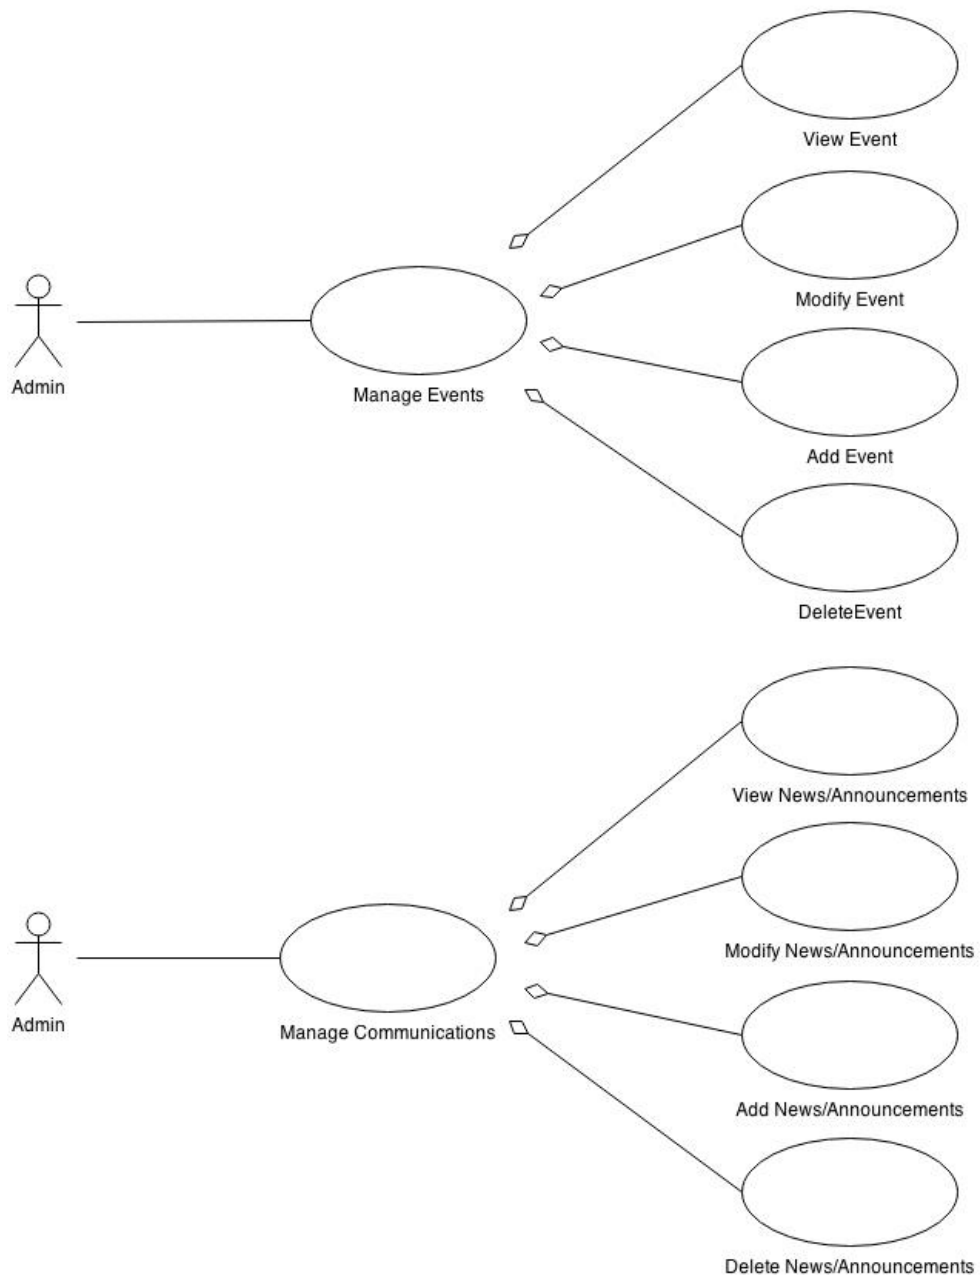 View Event
Modify Event
Admin
Manage Events
Add Event
DeleteEvent
View News/Announcements
Modify News/Announcements
Admin
Manage Communications
Add News/Announcements
Delete News/Announcements